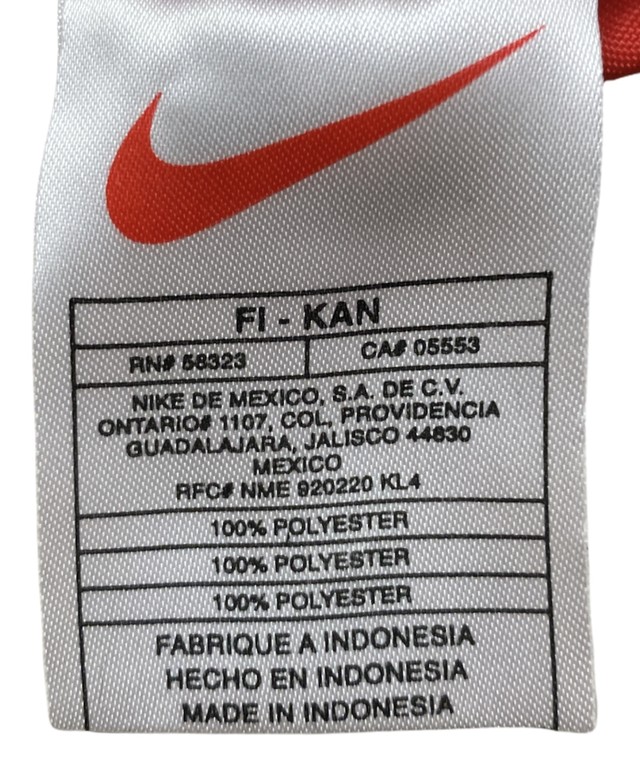 FI - KAN
RN# 56323
CA# 05553
NIKE DE MEXICO, S.A. DE C.V.
ONTARIO# 1107, COL, PROVIDENCIA
GUADALAJARA, JALISCO 44630
MEXICO
RFC# NME 920220 KL4
100% POLYESTER
100% POLYESTER
100% POLYESTER
FABRIQUE A INDONESIA
HECHO EN INDONESIA
MADE IN INDONESIA